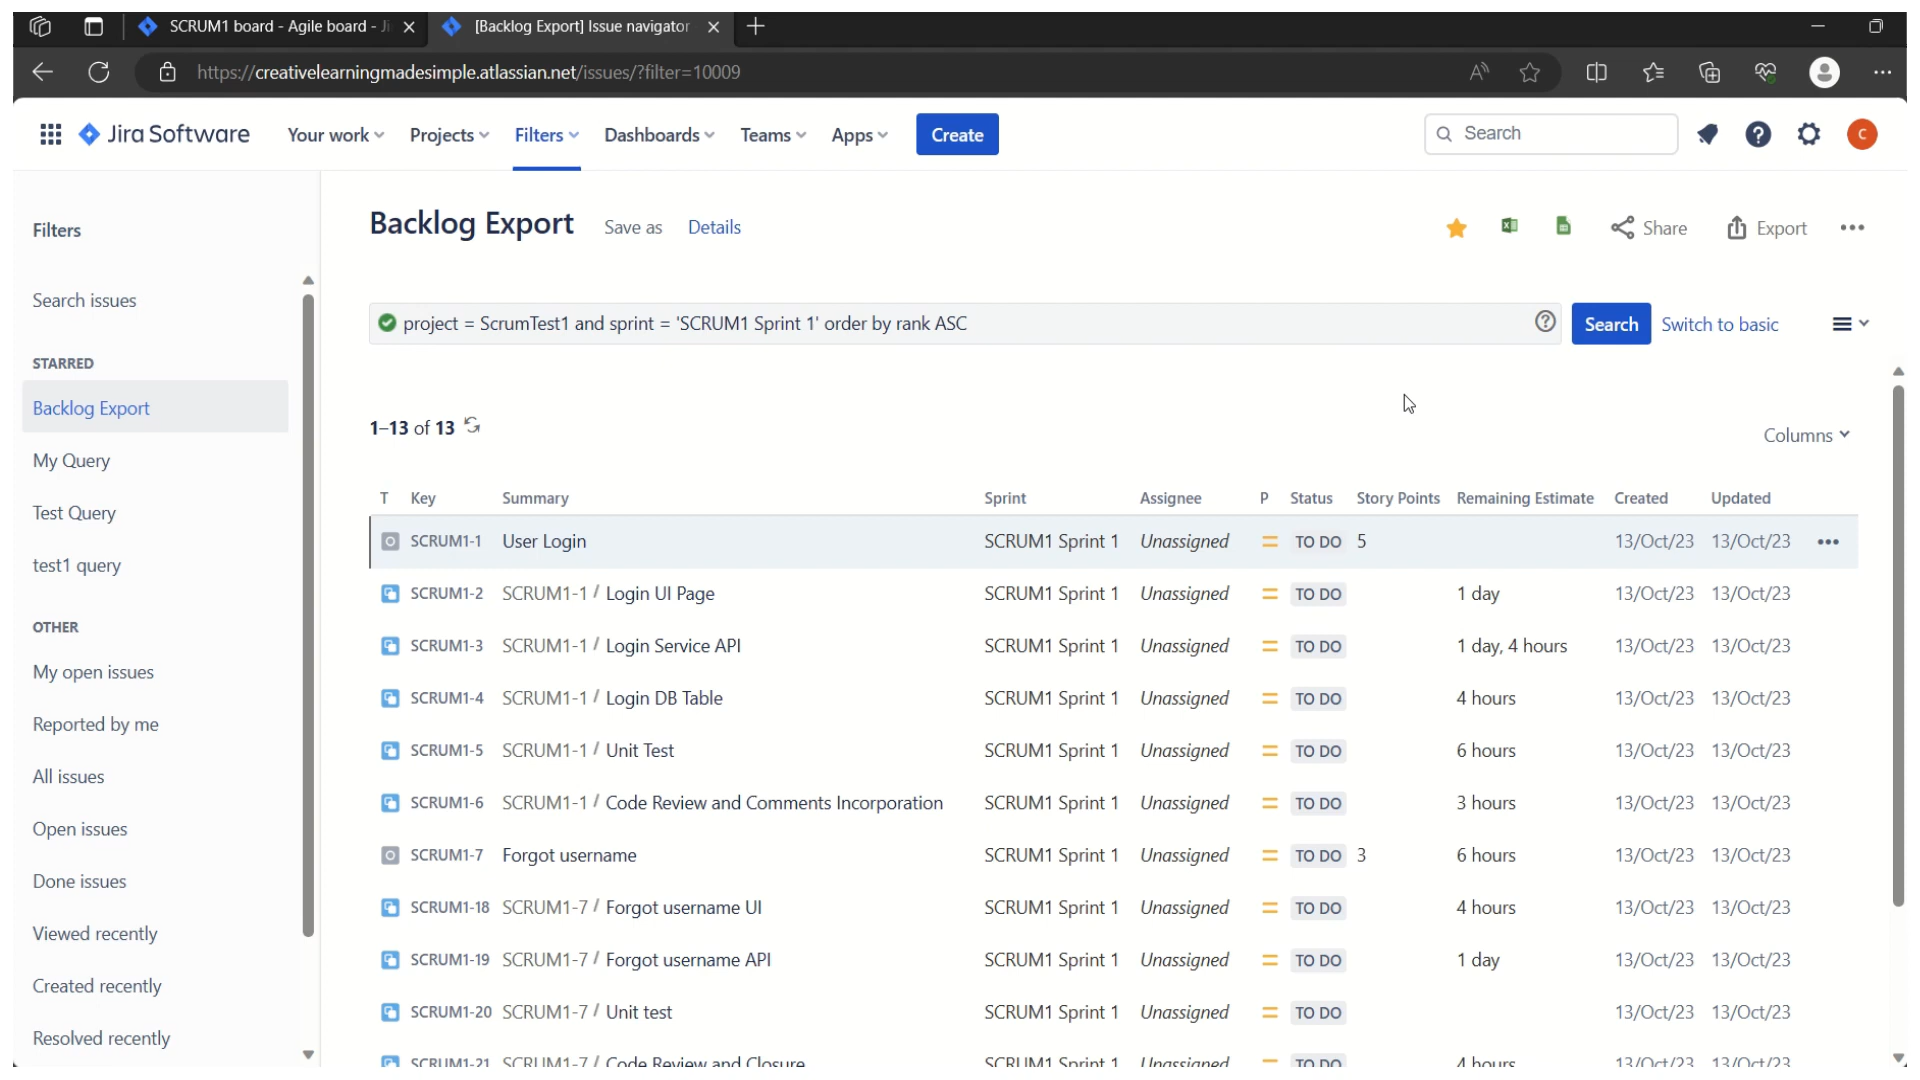 SCRUM1 board - Agile board - Ji
[Backlog Export] Issue navigator
https://creativelearningmadesimple.atlassian.net/issues/?filter=10009
Jira Software Your work Projects Filters Dashboards Teams Apps Create Search C
Filters
Search issues
STARRED
Backlog Export
My Query
Test Query
test1 query
OTHER
My open issues
Reported by me
All issues
Open issues
Done issues
Viewed recently
Created recently
Resolved recently
Backlog Export Save as Details Share Export
project = ScrumTest1 and sprint = 'SCRUM1 Sprint 1' order by rank ASC Search Switch to basic
1–13 of 13
Columns
T Key Summary Sprint Assignee P Status Story Points Remaining Estimate Created Updated
SCRUM1-1 User Login SCRUM1 Sprint 1 Unassigned TO DO 5 13/Oct/23 13/Oct/23
SCRUM1-2 SCRUM1-1 / Login UI Page SCRUM1 Sprint 1 Unassigned TO DO 1 day 13/Oct/23 13/Oct/23
SCRUM1-3 SCRUM1-1 / Login Service API SCRUM1 Sprint 1 Unassigned TO DO 1 day, 4 hours 13/Oct/23 13/Oct/23
SCRUM1-4 SCRUM1-1 / Login DB Table SCRUM1 Sprint 1 Unassigned TO DO 4 hours 13/Oct/23 13/Oct/23
SCRUM1-5 SCRUM1-1 / Unit Test SCRUM1 Sprint 1 Unassigned TO DO 6 hours 13/Oct/23 13/Oct/23
SCRUM1-6 SCRUM1-1 / Code Review and Comments Incorporation SCRUM1 Sprint 1 Unassigned TO DO 3 hours 13/Oct/23 13/Oct/23
SCRUM1-7 Forgot username SCRUM1 Sprint 1 Unassigned TO DO 3 6 hours 13/Oct/23 13/Oct/23
SCRUM1-18 SCRUM1-7 / Forgot username UI SCRUM1 Sprint 1 Unassigned TO DO 4 hours 13/Oct/23 13/Oct/23
SCRUM1-19 SCRUM1-7 / Forgot username API SCRUM1 Sprint 1 Unassigned TO DO 1 day 13/Oct/23 13/Oct/23
SCRUM1-20 SCRUM1-7 / Unit test SCRUM1 Sprint 1 Unassigned TO DO 13/Oct/23 13/Oct/23
SCRUM1-21 SCRUM1-7 / Code Review and Closure SCRUM1 Sprint 1 Unassigned TO DO 4 hours 13/Oct/23 13/Oct/23